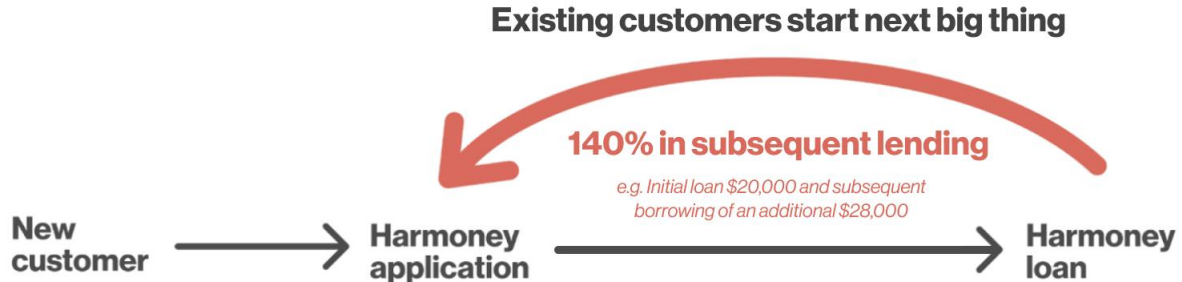 Existing customers start next big thing
140% in subsequent lending
e.g. Initial loan $20,000 and subsequent
borrowing of an additional $28,000
New
customer
Harmoney
application
Harmoney
loan